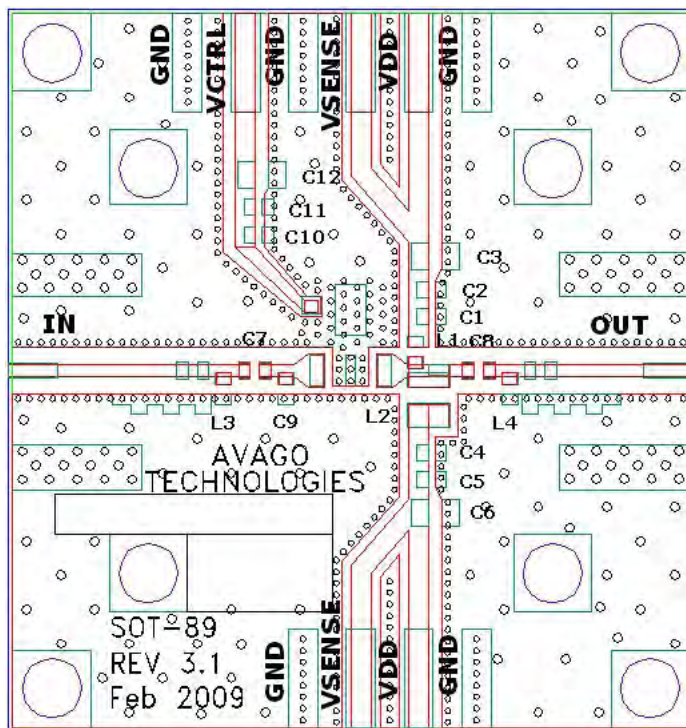 GND
VCTRL
GND
VSENSE
VDD
GND
C12
C11
C10
C3
C2
C1
IN
OUT
C7
L1 C8
L3
C9
L2
L4
AVAGO
TECHNOLOGIES
C4
C5
C6
SOT-89
REV 3.1
Feb 2009
GND
VSENSE
VDD
GND